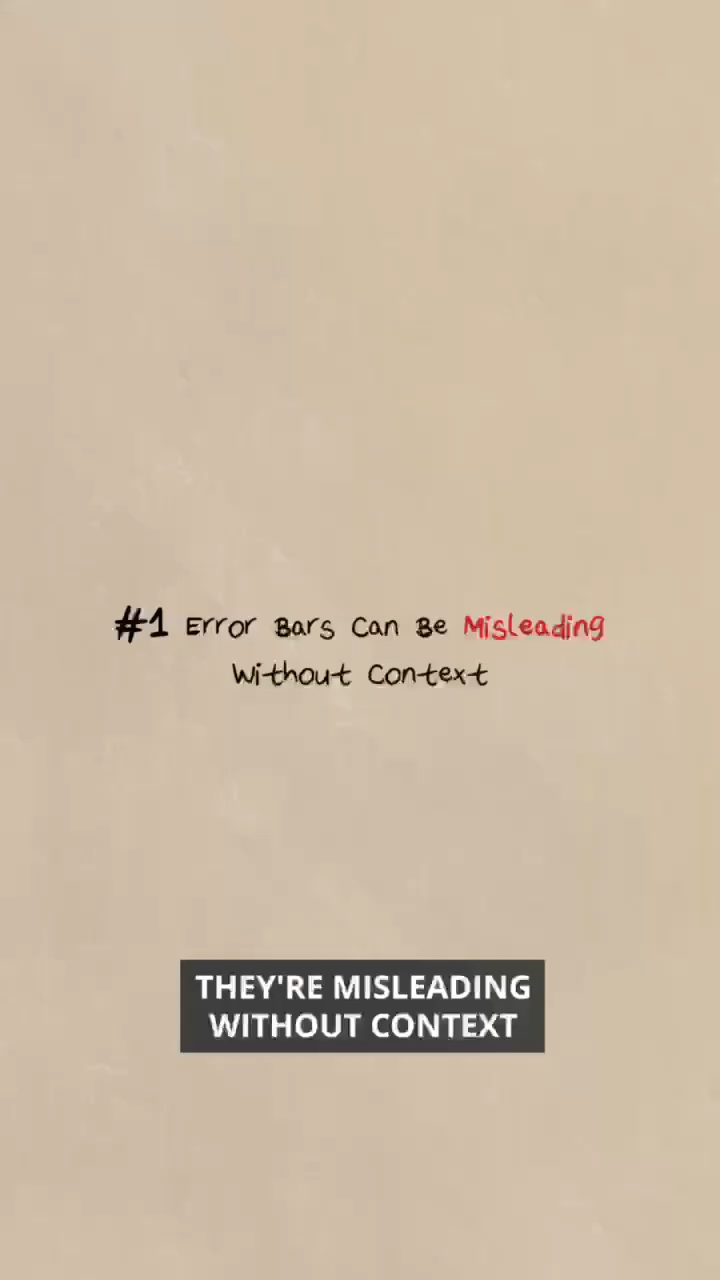 #1 Error Bars Can Be Misleading
Without Context
THEY'RE MISLEADING
WITHOUT CONTEXT